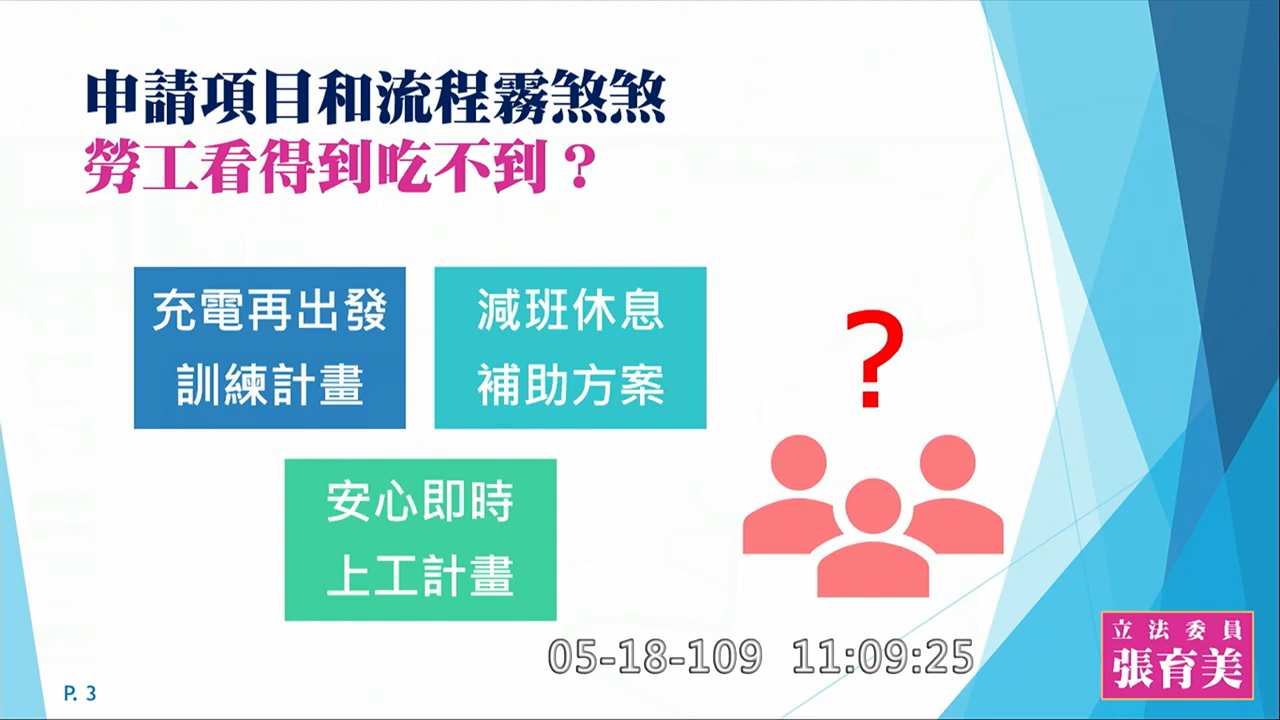 申請項目和流程霧煞煞
勞工看得到吃不到？
充電再出發
訓練計畫
減班休息
補助方案
安心即時
上工計畫
?
05-18-109 11:09:25
立法委員
張育美
P. 3